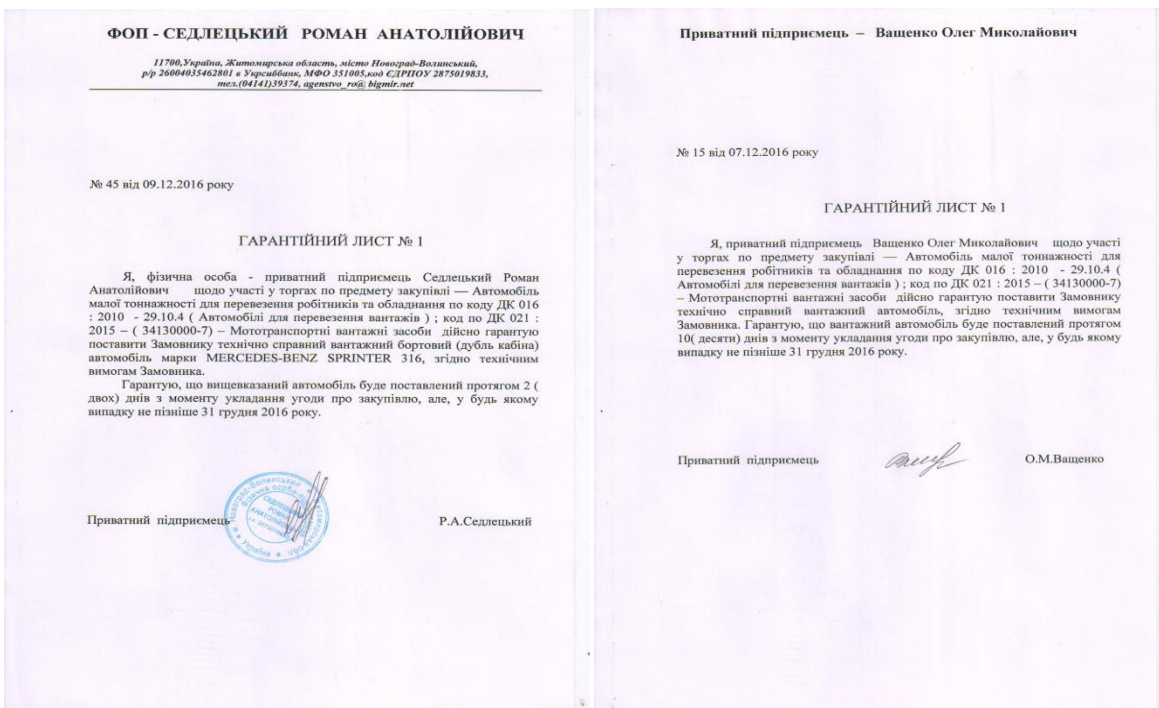 ФОП - СЕДЛЕЦЬКИЙ РОМАН АНАТОЛІЙОВИЧ
11700,Україна, Житомирська область, місто Новоград-Волинський,
р/р 26004035462801 в Укрсиббанк, МФО 351005,код ЄДРПОУ 2875019833,
тел.(04141)39374, agenstvo_ra@ bigmir.net
№ 45 від 09.12.2016 року
ГАРАНТІЙНИЙ ЛИСТ № 1
Я, фізична особа - приватний підприємець Седлецький Роман
Анатолійович щодо участі у торгах по предмету закупівлі — Автомобіль
малої тоннажності для перевезення робітників та обладнання по коду ДК 016
: 2010 - 29.10.4 ( Автомобілі для перевезення вантажів ) ; код по ДК 021 :
2015 – ( 34130000-7) – Мототранспортні вантажні засоби дійсно гарантую
поставити Замовнику технічно справний вантажний бортовий (дубль кабіна)
автомобіль марки MERCEDES-BENZ SPRINTER 316, згідно технічним
вимогам Замовника.
Гарантую, що вищевказаний автомобіль буде поставлений протягом 2 (
двох) днів з моменту укладання угоди про закупівлю, але, у будь якому
випадку не пізніше 31 грудня 2016 року.
Приватний підприємець
Р.А.Седлецький
Новоград-Волинський
СЕДЛЕЦЬКИЙ
РОМАН
АНАТОЛІЙОВИЧ
Україна
Приватний підприємець – Ващенко Олег Миколайович
№ 15 від 07.12.2016 року
ГАРАНТІЙНИЙ ЛИСТ № 1
Я, приватний підприємець Ващенко Олег Миколайович щодо участі
у торгах по предмету закупівлі — Автомобіль малої тоннажності для
перевезення робітників та обладнання по коду ДК 016 : 2010 - 29.10.4 (
Автомобілі для перевезення вантажів ) ; код по ДК 021 : 2015 – ( 34130000-7)
– Мототранспортні вантажні засоби дійсно гарантую поставити Замовнику
технічно справний вантажний автомобіль, згідно технічним вимогам
Замовника. Гарантую, що вантажний автомобіль буде поставлений протягом
10( десяти) днів з моменту укладання угоди про закупівлю, але, у будь якому
випадку не пізніше 31 грудня 2016 року.
Приватний підприємець
О.М.Ващенко